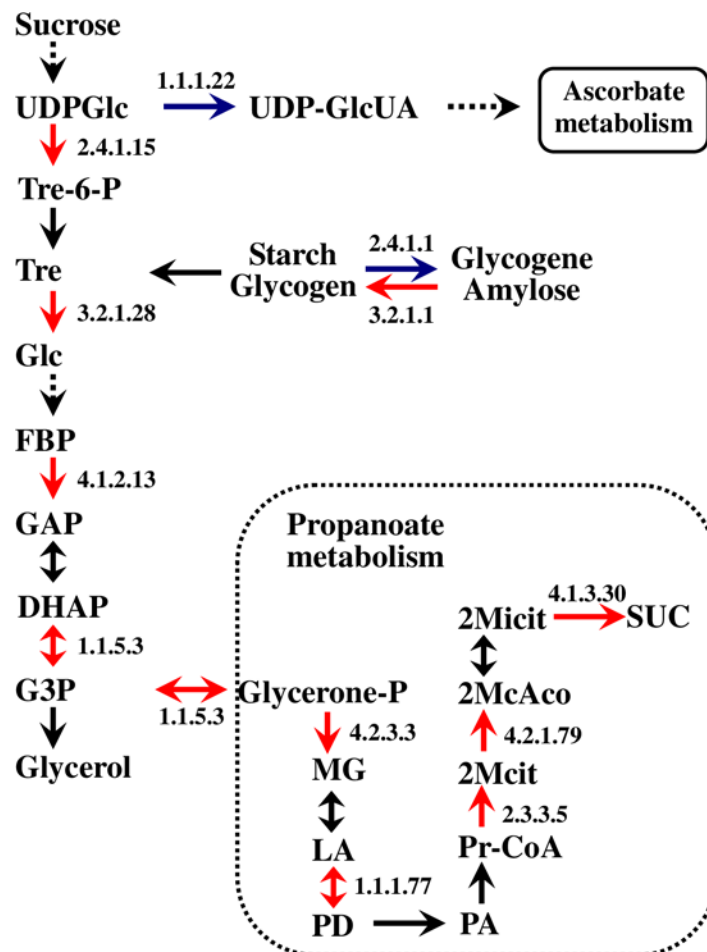 Sucrose
1.1.1.22
UDPGlc
UDP-GlcUA
Ascorbate
metabolism
2.4.1.15
Tre-6-P
Tre
Starch
Glycogen
2.4.1.1
3.2.1.1
Glycogene
Amylose
3.2.1.28
Glc
FBP
4.1.2.13
GAP
DHAP
1.1.5.3
G3P
1.1.5.3
Glycerol
Propanoate
metabolism
Glycerone-P
4.2.3.3
MG
LA
1.1.1.77
PD
PA
Pr-CoA
2.3.3.5
2Mcit
4.2.1.79
2McAco
2Micit
4.1.3.30
SUC